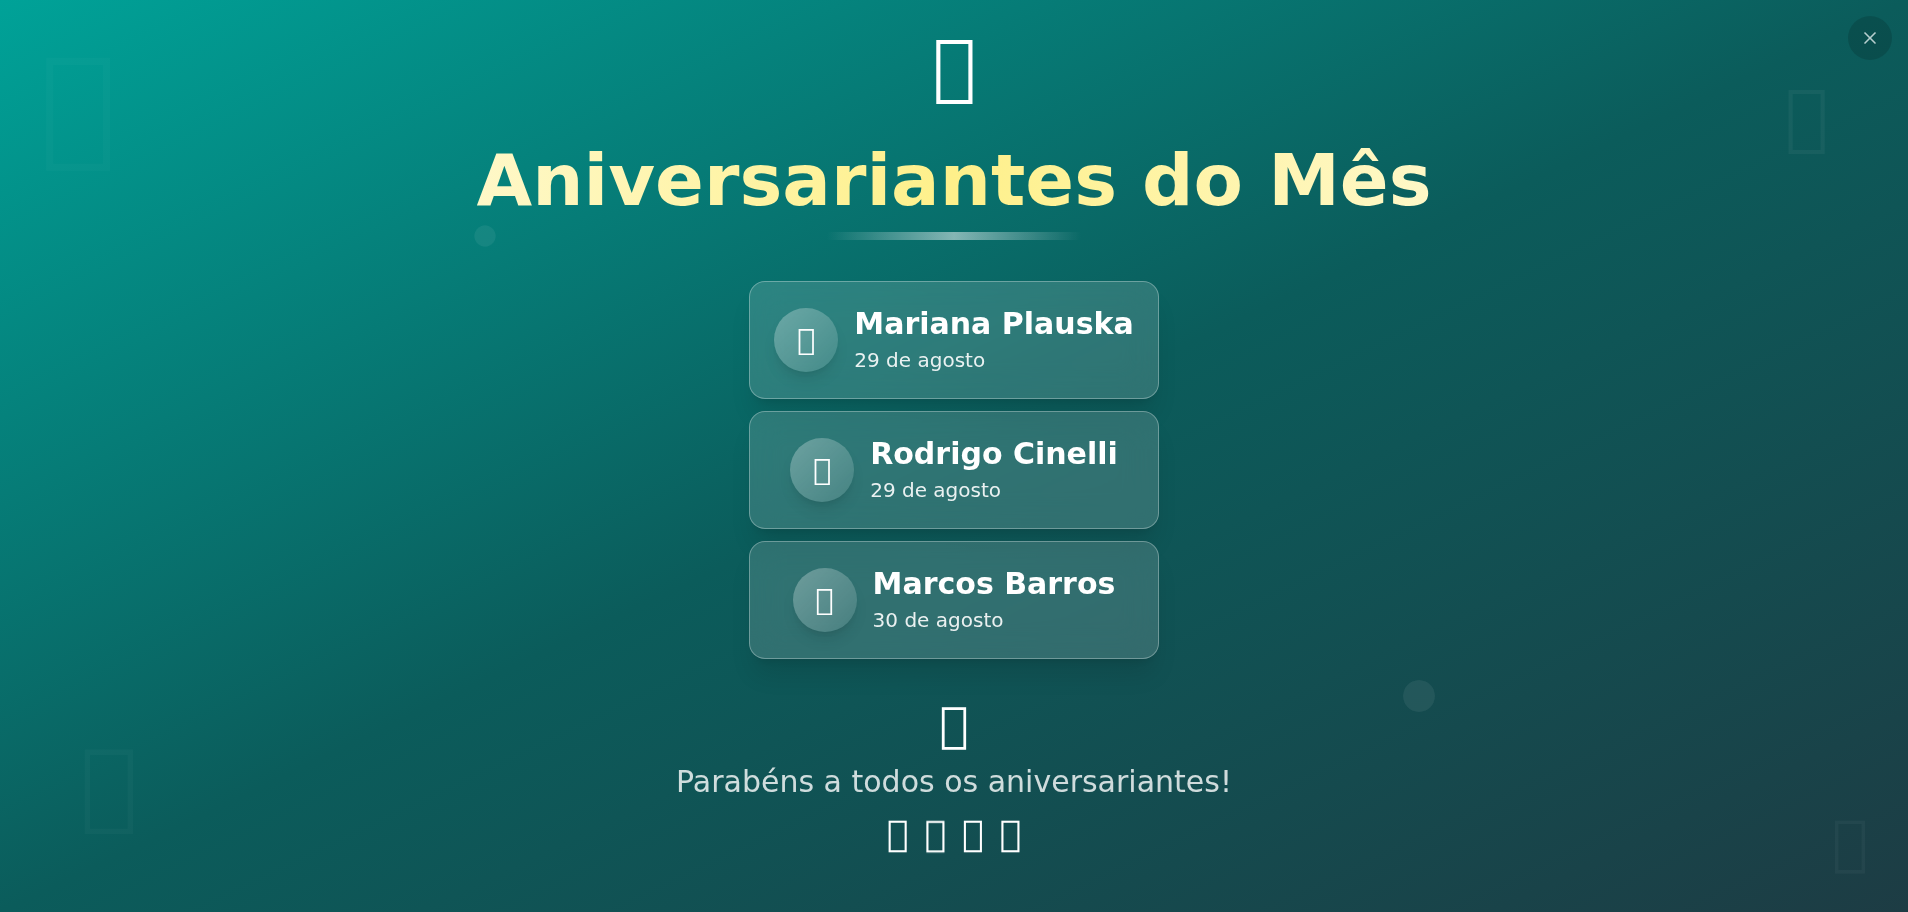 Aniversariantes do Mês
Mariana Plauska
29 de agosto
Rodrigo Cinelli
29 de agosto
Marcos Barros
30 de agosto
Parabéns a todos os aniversariantes!